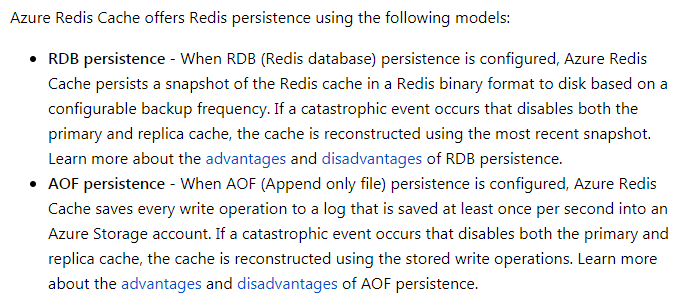 Azure Redis Cache offers Redis persistence using the following models:
• RDB persistence - When RDB (Redis database) persistence is configured, Azure Redis
Cache persists a snapshot of the Redis cache in a Redis binary format to disk based on a
configurable backup frequency. If a catastrophic event occurs that disables both the
primary and replica cache, the cache is reconstructed using the most recent snapshot.
Learn more about the advantages and disadvantages of RDB persistence.
• AOF persistence - When AOF (Append only file) persistence is configured, Azure Redis
Cache saves every write operation to a log that is saved at least once per second into an
Azure Storage account. If a catastrophic event occurs that disables both the primary and
replica cache, the cache is reconstructed using the stored write operations. Learn more
about the advantages and disadvantages of AOF persistence.